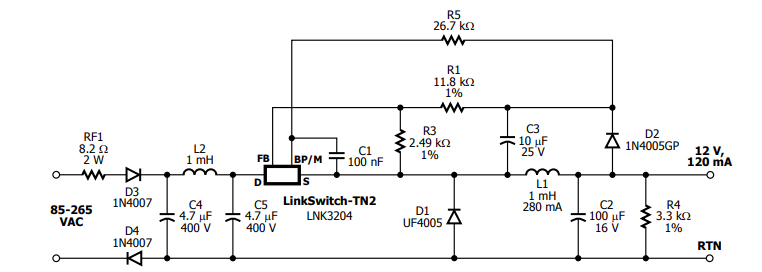 R5
26.7 kΩ
R1
11.8 kΩ
1%
RF1
8.2 Ω
2 W
L2
1 mH
FB
BP/M
D
S
C1
100 nF
R3
2.49 kΩ
1%
C3
10 μF
25 V
D2
1N4005GP
12 V,
120 mA
D3
1N4007
LinkSwitch-TN2
LNK3204
L1
1 mH
280 mA
85-265
VAC
C4
4.7 μF
400 V
C5
4.7 μF
400 V
D1
UF4005
C2
100 μF
16 V
R4
3.3 kΩ
1%
D4
1N4007
RTN